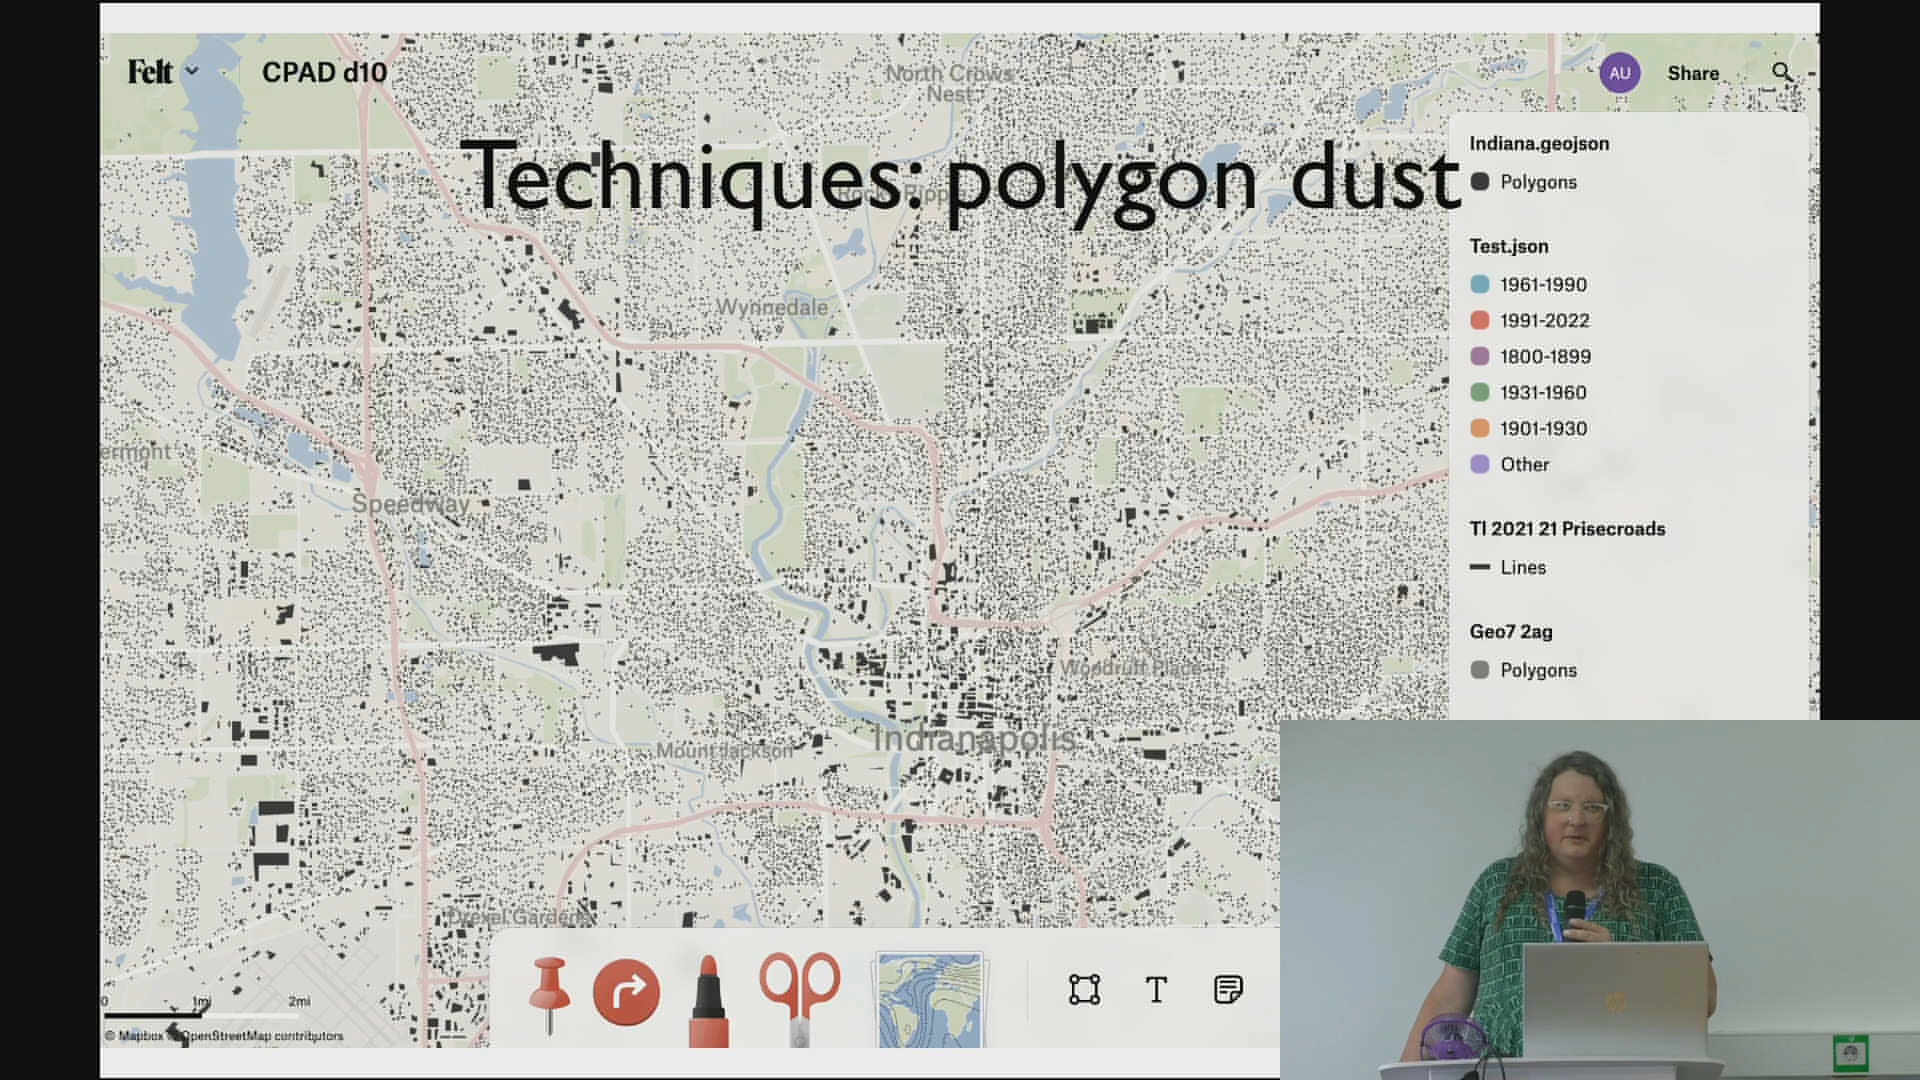 Felt
CPAD d10
AU
Share
North Crows
Nest
Techniques: polygon dust
Wynnedale
ermont
Speedway
Woodruff Place
Indianapolis
Mount Jackson
Drexel Gardens
0 1mi 2mi
© Mapbox © OpenStreetMap contributors
T
Indiana.geojson
Polygons
Test.json
1961-1990
1991-2022
1800-1899
1931-1960
1901-1930
Other
Tl 2021 21 Prisecroads
Lines
Geo7 2ag
Polygons